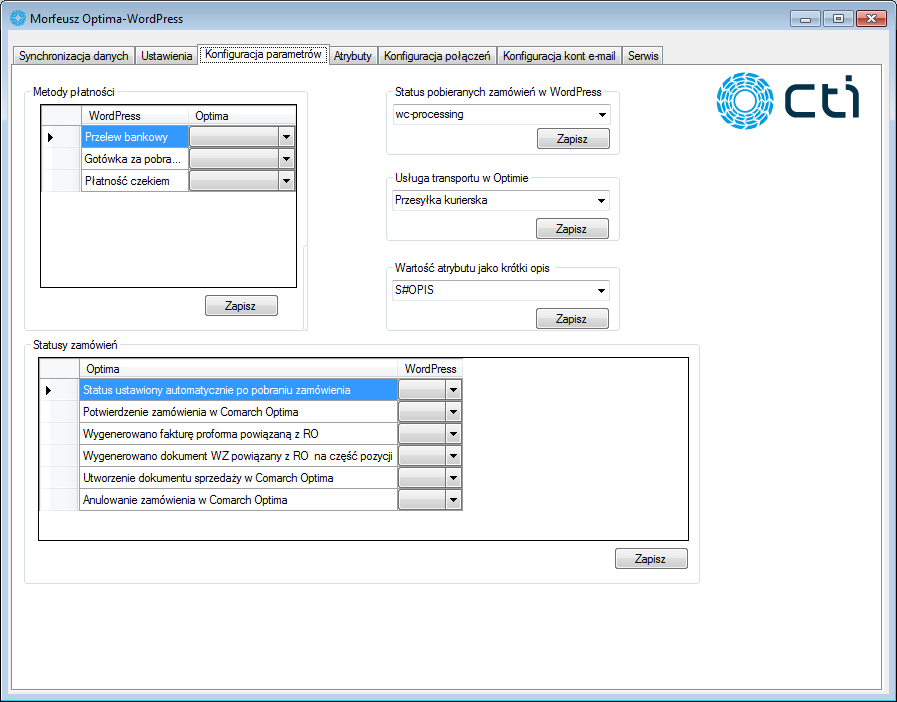 Morfeusz Optima-WordPress
Synchronizacja danych Ustawienia Konfiguracja parametrów Atrybuty Konfiguracja połączeń Konfiguracja kont e-mail Serwis
cti
Metody płatności
WordPress Optima
Przelew bankowy
Gotówka za pobra...
Płatność czekiem
Zapisz
Status pobieranych zamówień w WordPress
wc-processing
Zapisz
Usługa transportu w Optimie
Przesyłka kurierska
Zapisz
Wartość atrybutu jako krótki opis
S#OPIS
Zapisz
Statusy zamówień
Optima WordPress
Status ustawiony automatycznie po pobraniu zamówienia
Potwierdzenie zamówienia w Comarch Optima
Wygenerowano fakturę proforma powiązaną z RO
Wygenerowano dokument WZ powiązany z RO na część pozycji
Utworzenie dokumentu sprzedaży w Comarch Optima
Anulowanie zamówienia w Comarch Optima
Zapisz